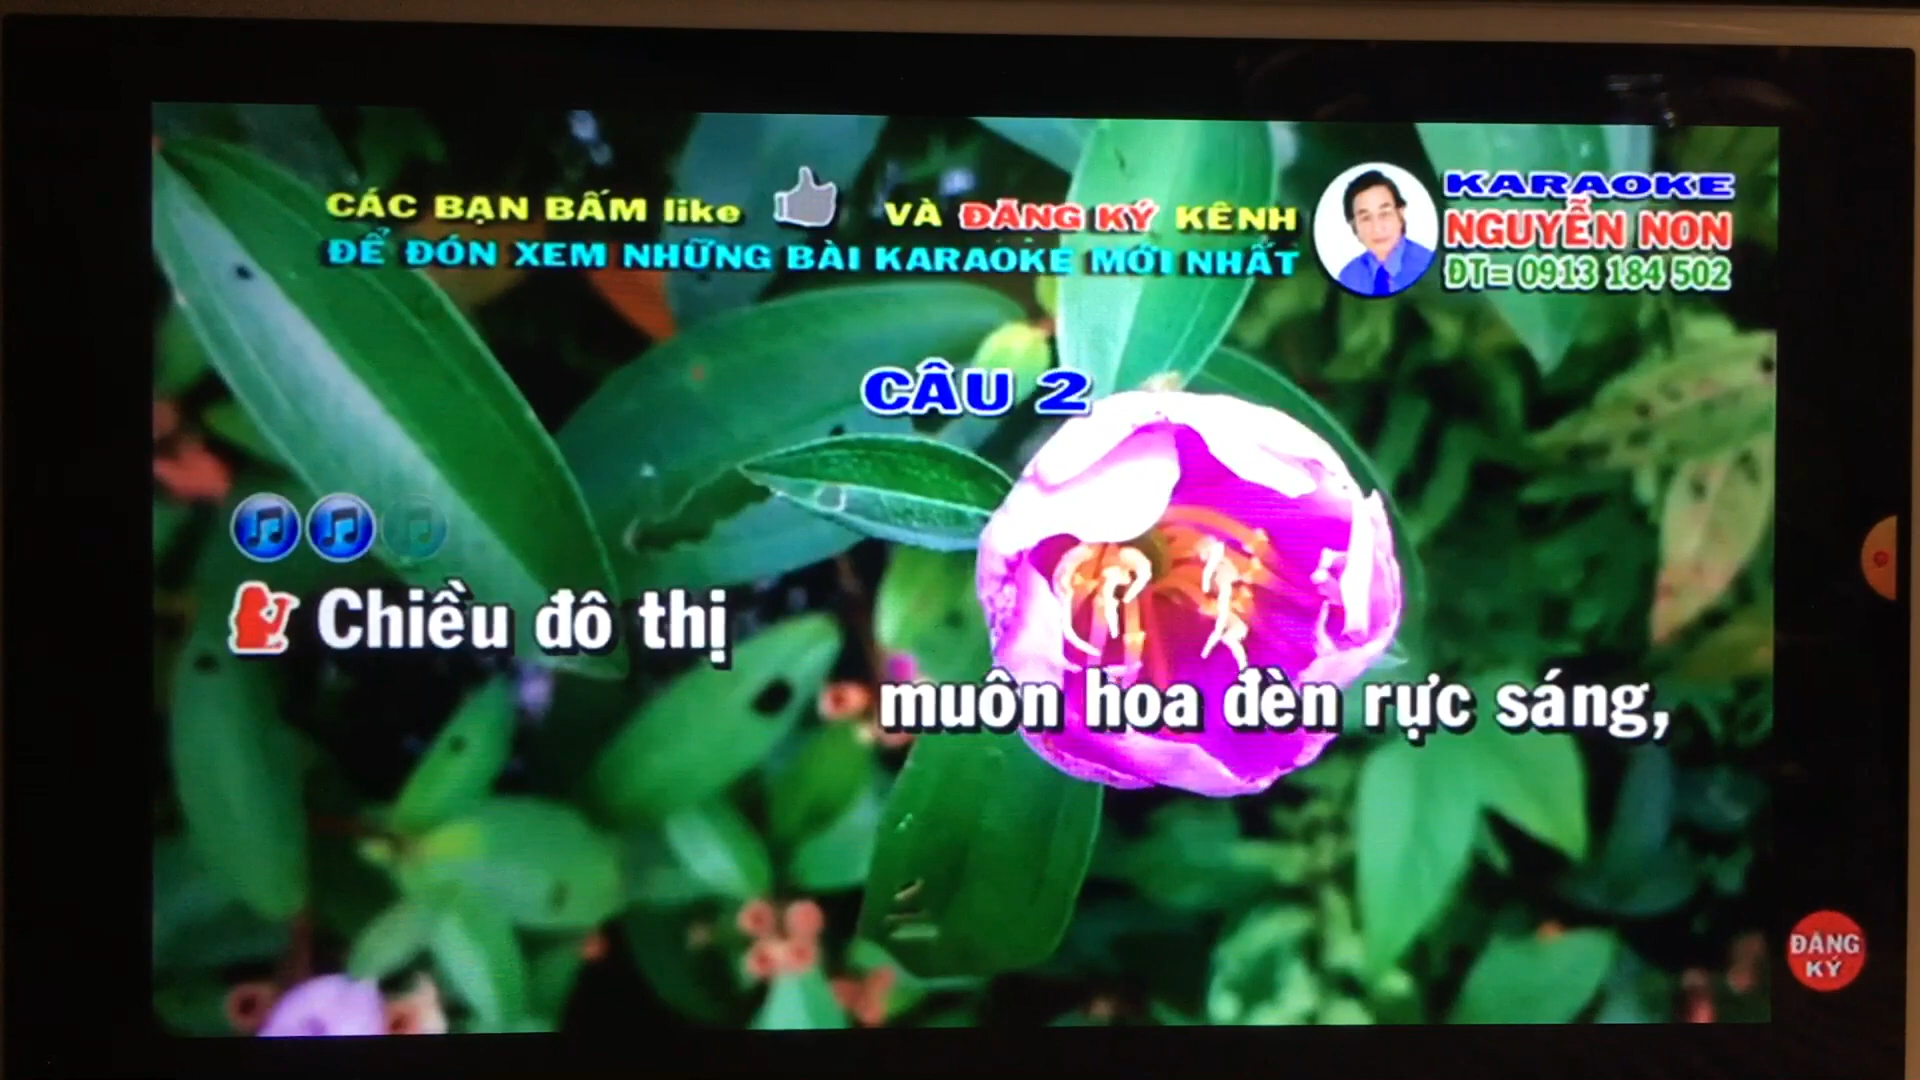 CÁC BẠN BẤM like VÀ ĐĂNG KÝ KÊNH
ĐỂ ĐÓN XEM NHỮNG BÀI KARAOKE MỚI NHẤT
KARAOKE
NGUYỄN NON
ĐT= 0913 184 502
CÂU 2
Chiều đô thị
muôn hoa đèn rực sáng,
ĐĂNG
KÝ